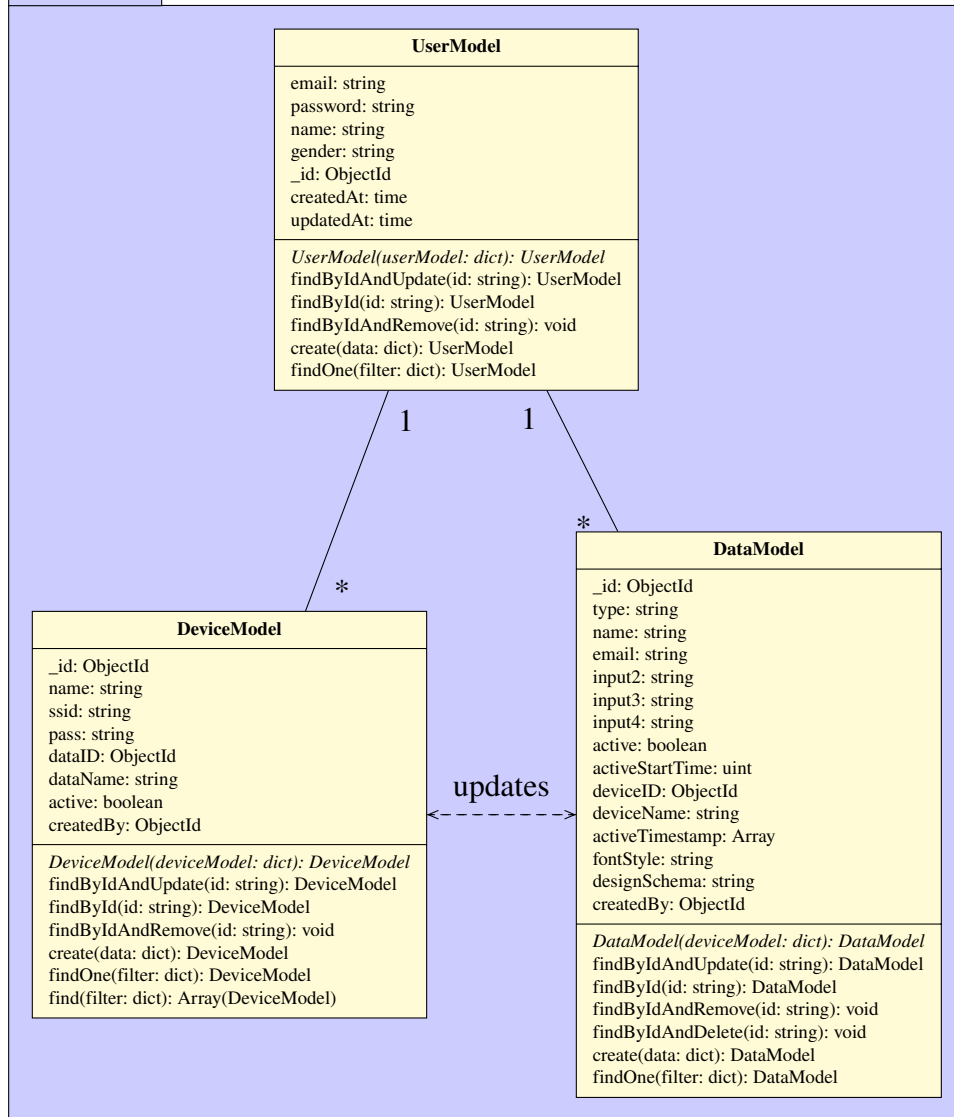 UserModel
email: string
password: string
name: string
gender: string
_id: ObjectId
createdAt: time
updatedAt: time
UserModel(userModel: dict): UserModel
findByIdAndUpdate(id: string): UserModel
findById(id: string): UserModel
findByIdAndRemove(id: string): void
create(data: dict): UserModel
findOne(filter: dict): UserModel
1
1
*
*
DeviceModel
_id: ObjectId
name: string
ssid: string
pass: string
dataID: ObjectId
dataName: string
active: boolean
createdBy: ObjectId
DeviceModel(deviceModel: dict): DeviceModel
findByIdAndUpdate(id: string): DeviceModel
findById(id: string): DeviceModel
findByIdAndRemove(id: string): void
create(data: dict): DeviceModel
findOne(filter: dict): DeviceModel
find(filter: dict): Array(DeviceModel)
updates
DataModel
_id: ObjectId
type: string
name: string
email: string
input2: string
input3: string
input4: string
active: boolean
activeStartTime: uint
deviceID: ObjectId
deviceName: string
activeTimestamp: Array
fontStyle: string
designSchema: string
createdBy: ObjectId
DataModel(deviceModel: dict): DataModel
findByIdAndUpdate(id: string): DataModel
findById(id: string): DataModel
findByIdAndRemove(id: string): void
findByIdAndDelete(id: string): void
create(data: dict): DataModel
findOne(filter: dict): DataModel